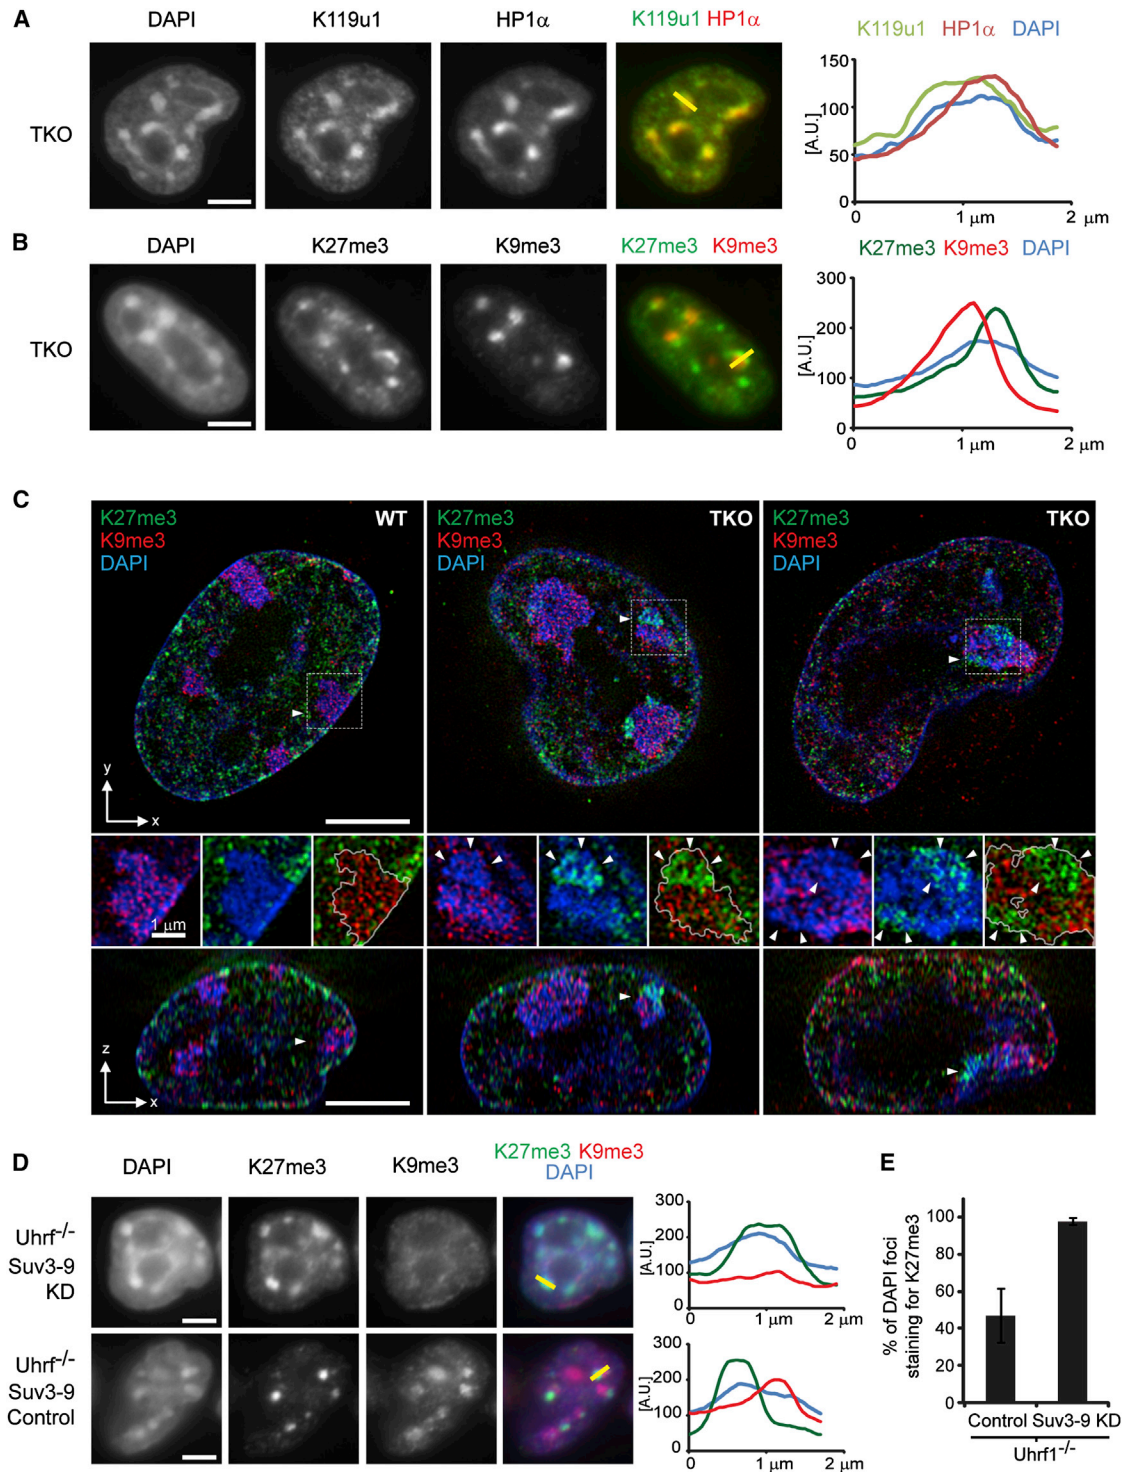 A
DAPI K119u1 HP1α K119u1 HP1α
TKO
K119u1 HP1α DAPI
[A.U.]
150
100
50
0
0 1 μm 2 μm
B
DAPI K27me3 K9me3 K27me3 K9me3
TKO
K27me3 K9me3 DAPI
[A.U.]
300
200
100
0
0 1 μm 2 μm
C
K27me3
K9me3
DAPI
WT
y
x
K27me3
K9me3
DAPI
TKO
K27me3
K9me3
DAPI
TKO
1 μm
z
x
D
DAPI K27me3 K9me3 K27me3 K9me3
DAPI
Uhrf-/-
Suv3-9
KD
[A.U.]
300
200
100
0
0 1 μm 2 μm
Uhrf-/-
Suv3-9
Control
[A.U.]
300
200
100
0
0 1 μm 2 μm
E
% of DAPI foci
staining for K27me3
100
80
60
40
20
0
Control Suv3-9 KD
Uhrf1-/-